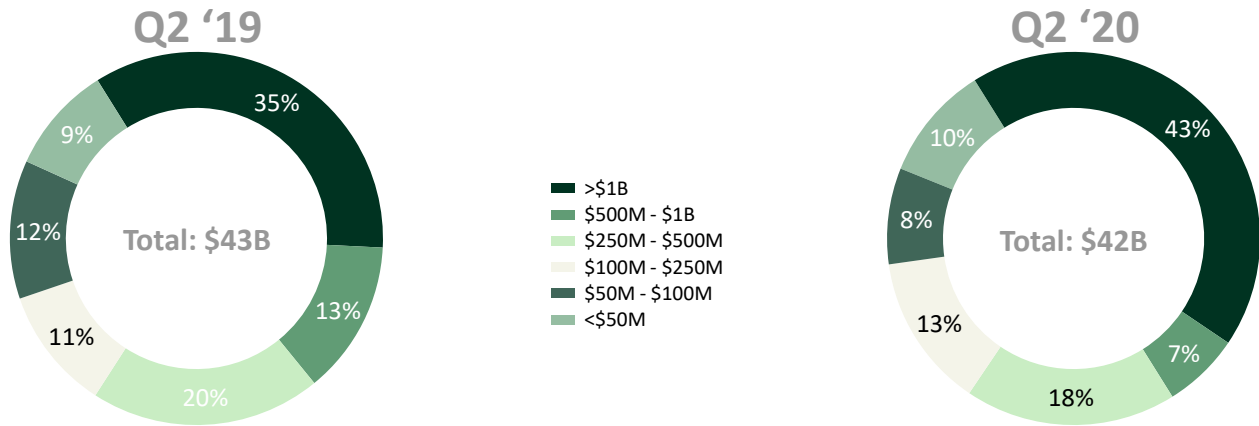 Q2 ‘19
35%
13%
20%
11%
12%
9%
Total: $43B
>$1B
$500M - $1B
$250M - $500M
$100M - $250M
$50M - $100M
<$50M
Q2 ‘20
43%
7%
18%
13%
8%
10%
Total: $42B